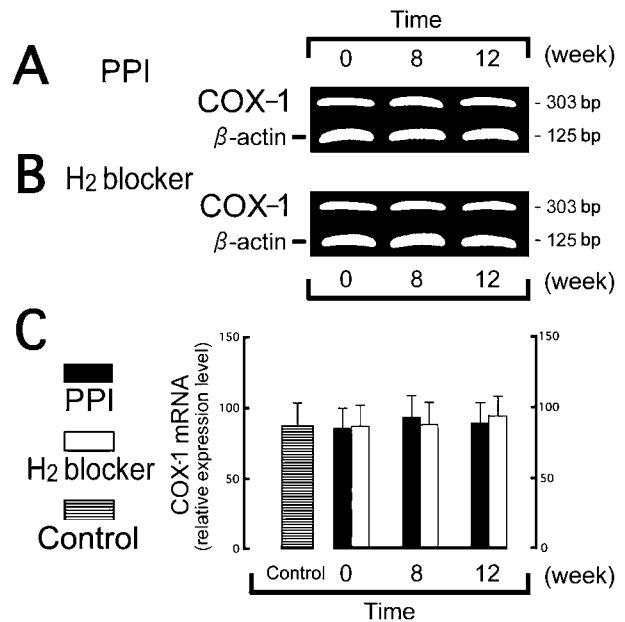 Time
0 8 12 (week)
A PPI
COX-1 - 303 bp
β-actin - 125 bp
B H2 blocker
COX-1 - 303 bp
β-actin - 125 bp
0 8 12 (week)
C
PPI
H2 blocker
Control
COX-1 mRNA
(relative expression level)
150 150
100 100
50 50
0 0
Control 0 8 12 (week)
Time